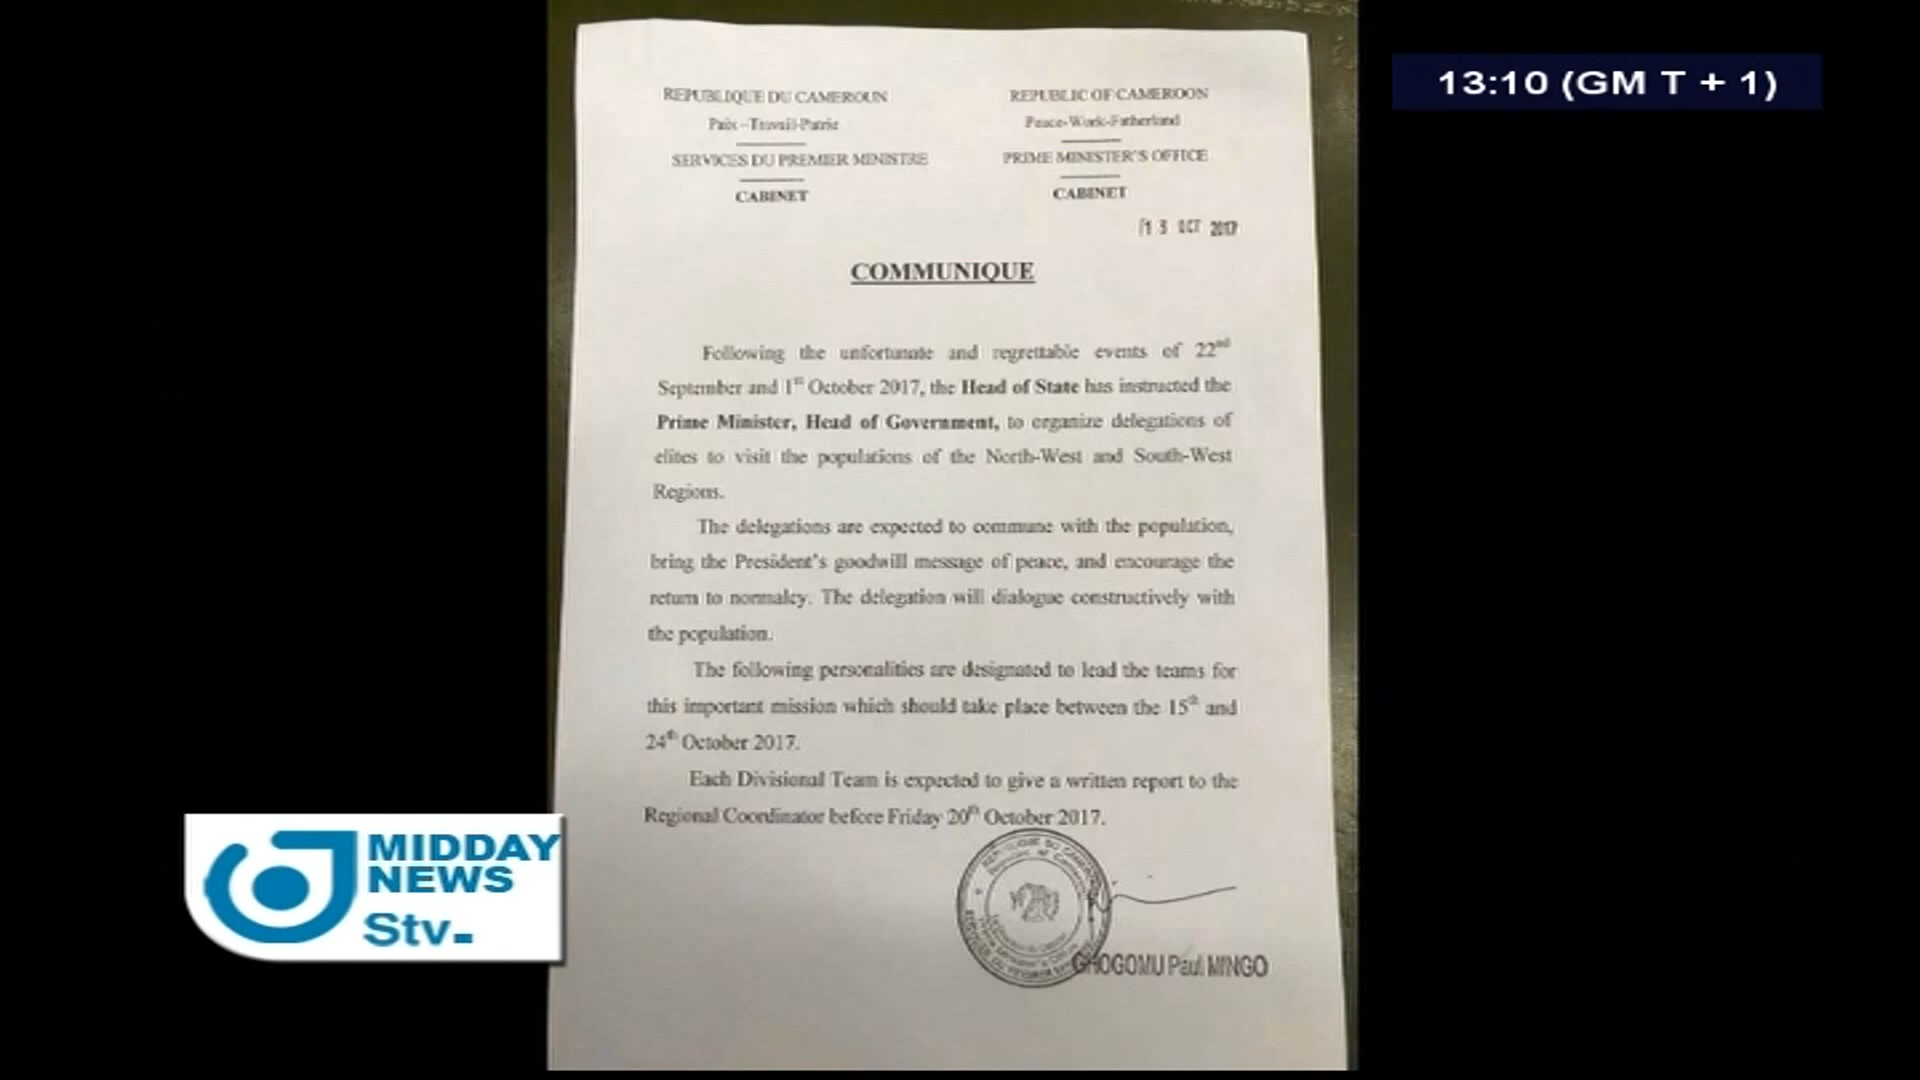 13:10 (GM T + 1)
REPUBLIQUE DU CAMEROUN
Paix–Travail-Patrie
SERVICES DU PREMIER MINISTRE
CABINET
REPUBLIC OF CAMEROON
Peace-Work-Fatherland
PRIME MINISTER'S OFFICE
CABINET
13 OCT 2017
COMMUNIQUE
Following the unfortunate and regrettable events of 22nd
September and 1st October 2017, the Head of State has instructed the
Prime Minister, Head of Government, to organize delegations of
elites to visit the populations of the North-West and South-West
Regions.
The delegations are expected to commune with the population,
bring the President's goodwill message of peace, and encourage the
return to normalcy. The delegation will dialogue constructively with
the population.
The following personalities are designated to lead the teams for
this important mission which should take place between the 15th and
24th October 2017.
Each Divisional Team is expected to give a written report to the
Regional Coordinator before Friday 20th October 2017.
GHOGOMU Paul MINGO
MIDDAY
NEWS
Stv